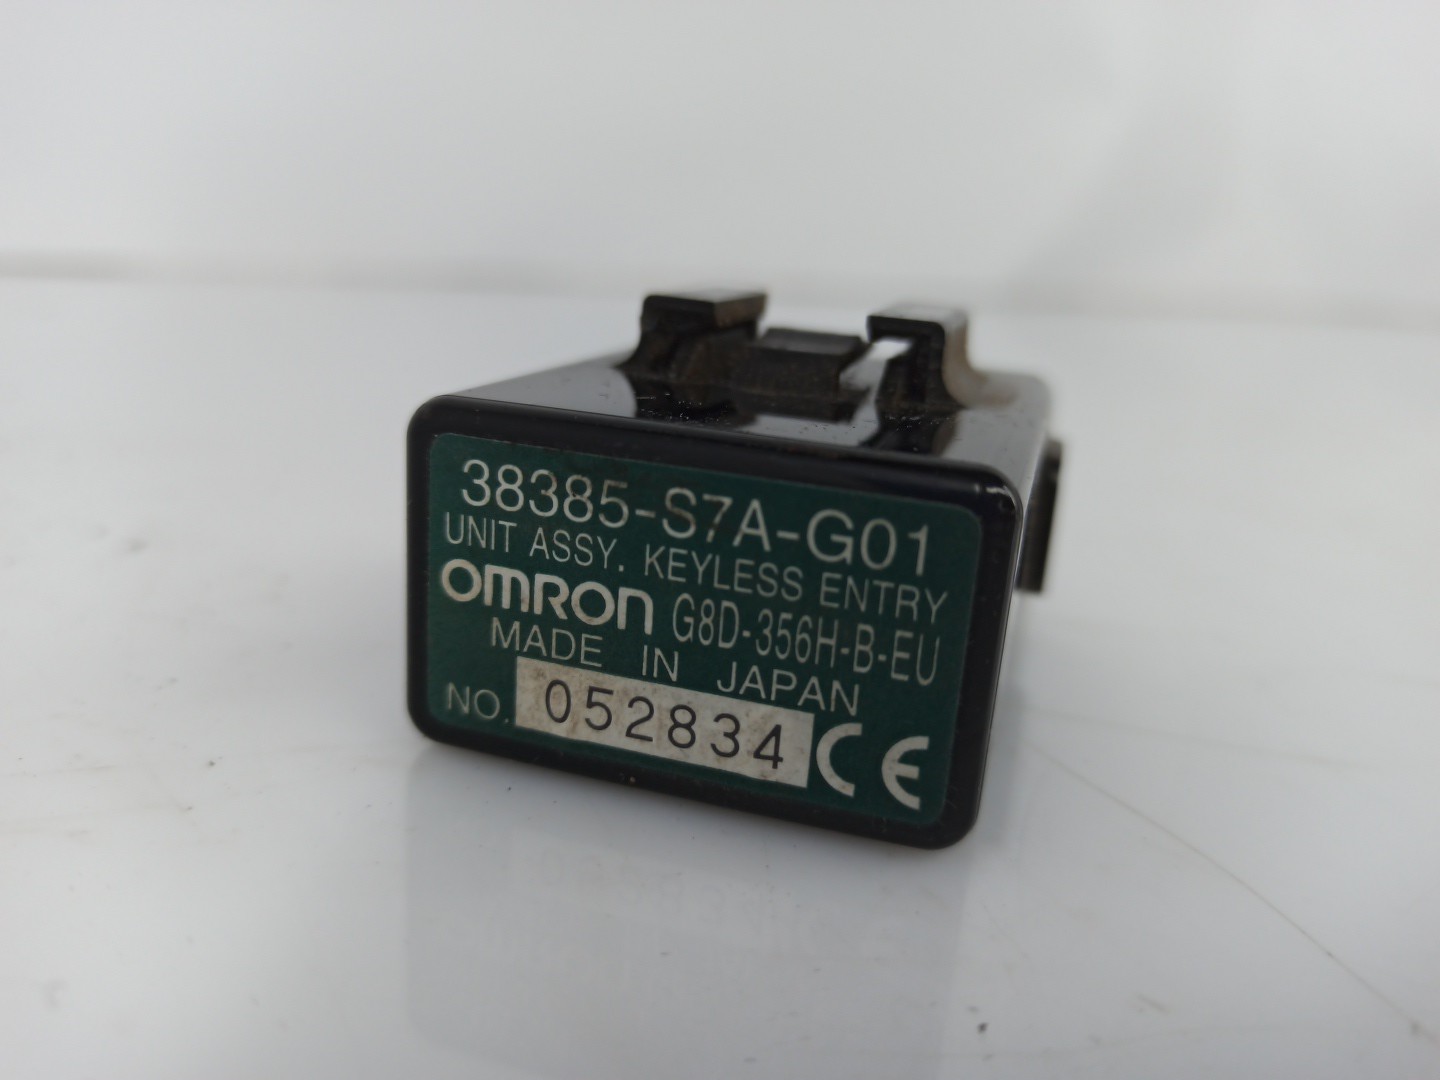 38385-S7A-G01
UNIT ASSY. KEYLESS ENTRY
OMRON G8D-356H-B-EU
MADE IN JAPAN
NO. 052834 CE